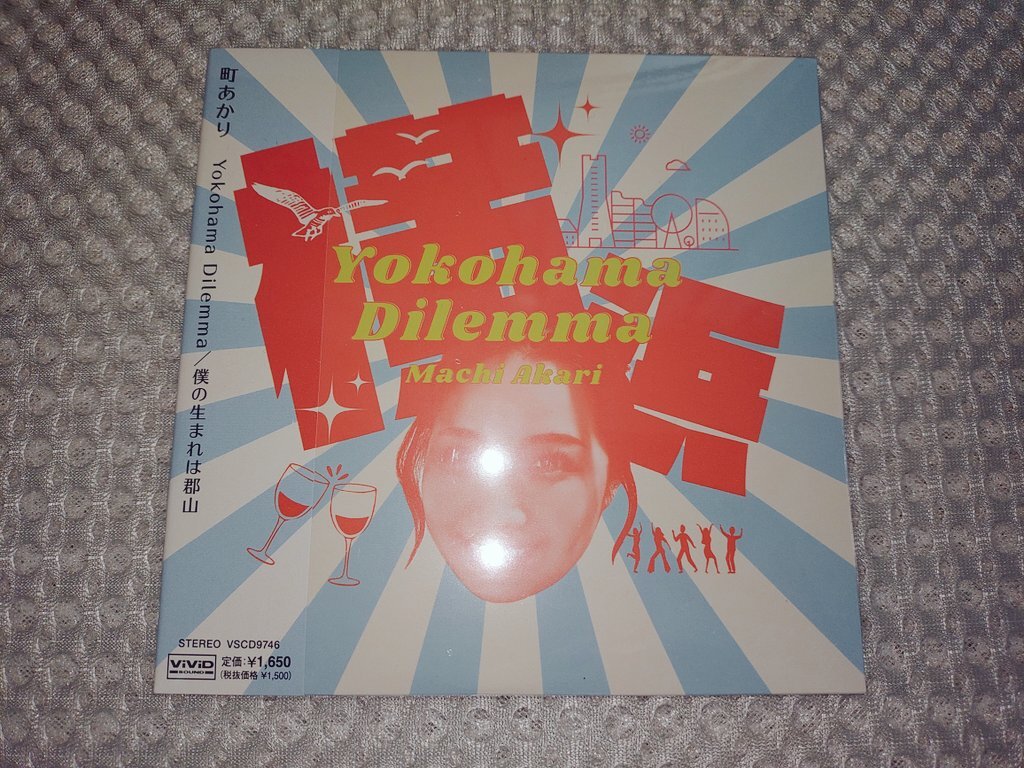 町あかり Yokohama Dilemma/僕の生まれは郡山
横浜
Yokohama
Dilemma
Machi Akari
STEREO VSCD9746
ViViD
SOUND
定価:¥1,650
(税抜価格 ¥1,500)